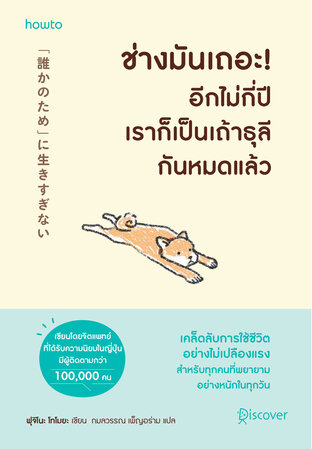 howto
「誰かのため」に生きすぎない
ช่างมันเถอะ!
อีกไม่กี่ปี
เราก็เป็นเถ้าธุลี
กันหมดแล้ว
เขียนโดยจิตแพทย์
ที่ได้รับความนิยมในญี่ปุ่น
มีผู้ติดตามกว่า
100,000 คน
เคล็ดลับการใช้ชีวิต
อย่างไม่เปลืองแรง
สำหรับทุกคนที่พยายาม
อย่างหนักในทุกวัน
ฟุจิโนะ โทโมยะ เขียน กมลวรรณ เพ็ญอร่าม แปล
Discover